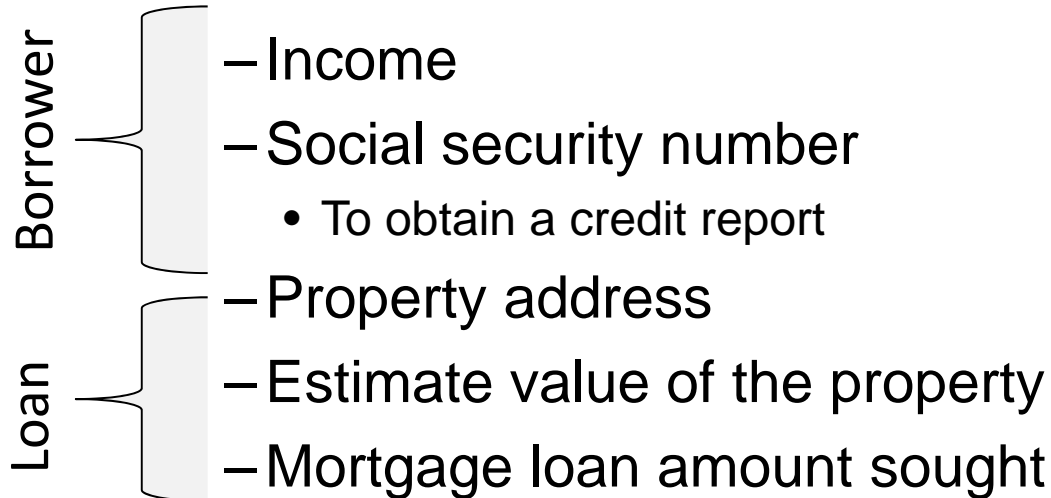 Borrower
– Income
– Social security number
• To obtain a credit report
Loan
– Property address
– Estimate value of the property
– Mortgage loan amount sought